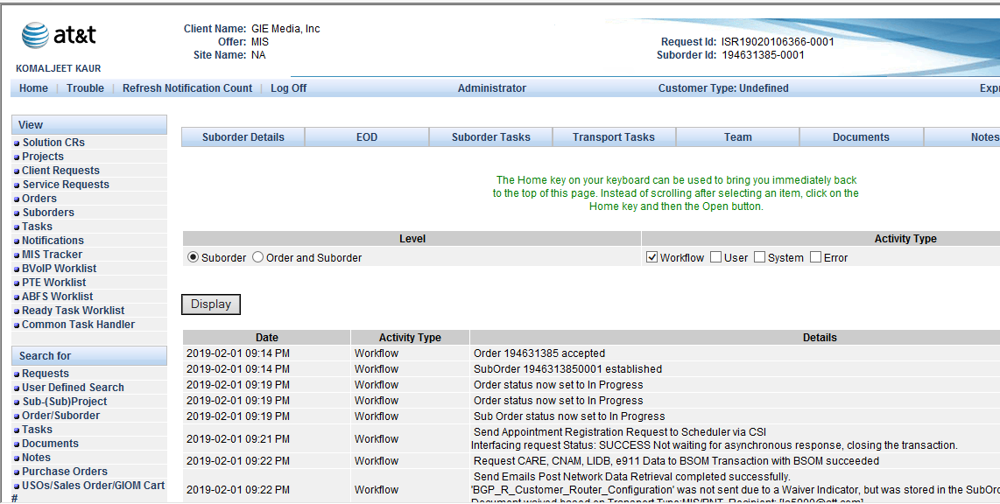 at&t
KOMALJEET KAUR
Client Name: GIE Media, Inc
Offer: MIS
Site Name: NA
Request Id: ISR19020106366-0001
Suborder Id: 194631385-0001
Home | Trouble | Refresh Notification Count | Log Off Administrator Customer Type: Undefined
View
Solution CRs
Projects
Client Requests
Service Requests
Orders
Suborders
Tasks
Notifications
MIS Tracker
BVoIP Worklist
PTE Worklist
ABFS Worklist
Ready Task Worklist
Common Task Handler
Search for
Requests
User Defined Search
Sub-(Sub)Project
Order/Suborder
Tasks
Documents
Notes
Purchase Orders
USOs/Sales Order/GIOM Cart
#
Suborder Details EOD Suborder Tasks Transport Tasks Team Documents Notes
The Home key on your keyboard can be used to bring you immediately back
to the top of this page. Instead of scrolling after selecting an item, click on the
Home key and then the Open button.
Level Activity Type
Suborder Order and Suborder Workflow User System Error
Display
Date Activity Type Details
2019-02-01 09:14 PM Workflow Order 194631385 accepted
2019-02-01 09:14 PM Workflow SubOrder 1946313850001 established
2019-02-01 09:19 PM Workflow Order status now set to In Progress
2019-02-01 09:19 PM Workflow Order status now set to In Progress
2019-02-01 09:19 PM Workflow Sub Order status now set to In Progress
2019-02-01 09:21 PM Workflow Send Appointment Registration Request to Scheduler via CSI
Interfacing request Status: SUCCESS Not waiting for asynchronous response, closing the transaction.
2019-02-01 09:22 PM Workflow Request CARE, CNAM, LIDB, e911 Data to BSOM Transaction with BSOM succeeded
2019-02-01 09:22 PM Workflow Send Emails Post Network Data Retrieval completed successfully.
'BGP_R_Customer_Router_Configuration' was not sent due to a Waiver Indicator, but was stored in the
Document waived based on Transport Type:MIS/PNT, Recipient: